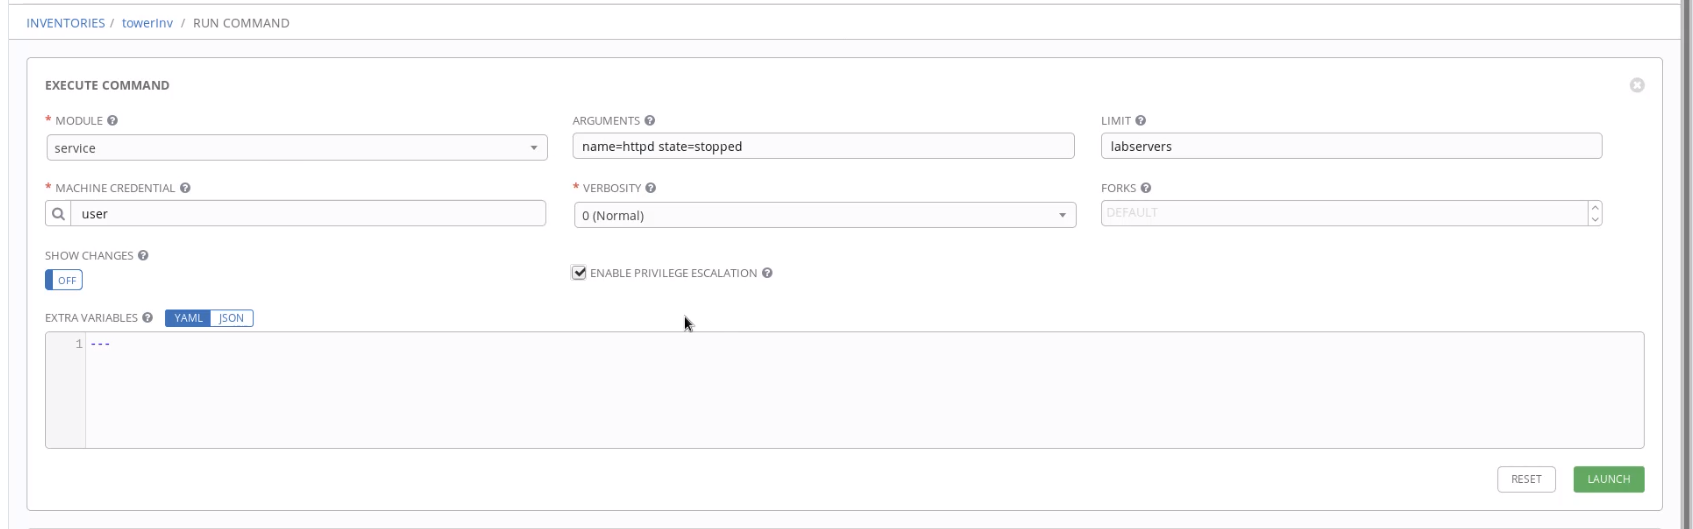 INVENTORIES / towerInv / RUN COMMAND
EXECUTE COMMAND
* MODULE ARGUMENTS LIMIT
service name=httpd state=stopped labservers
* MACHINE CREDENTIAL * VERBOSITY FORKS
user 0 (Normal) DEFAULT
SHOW CHANGES
OFF ENABLE PRIVILEGE ESCALATION
EXTRA VARIABLES YAML JSON
1 ---
RESET LAUNCH